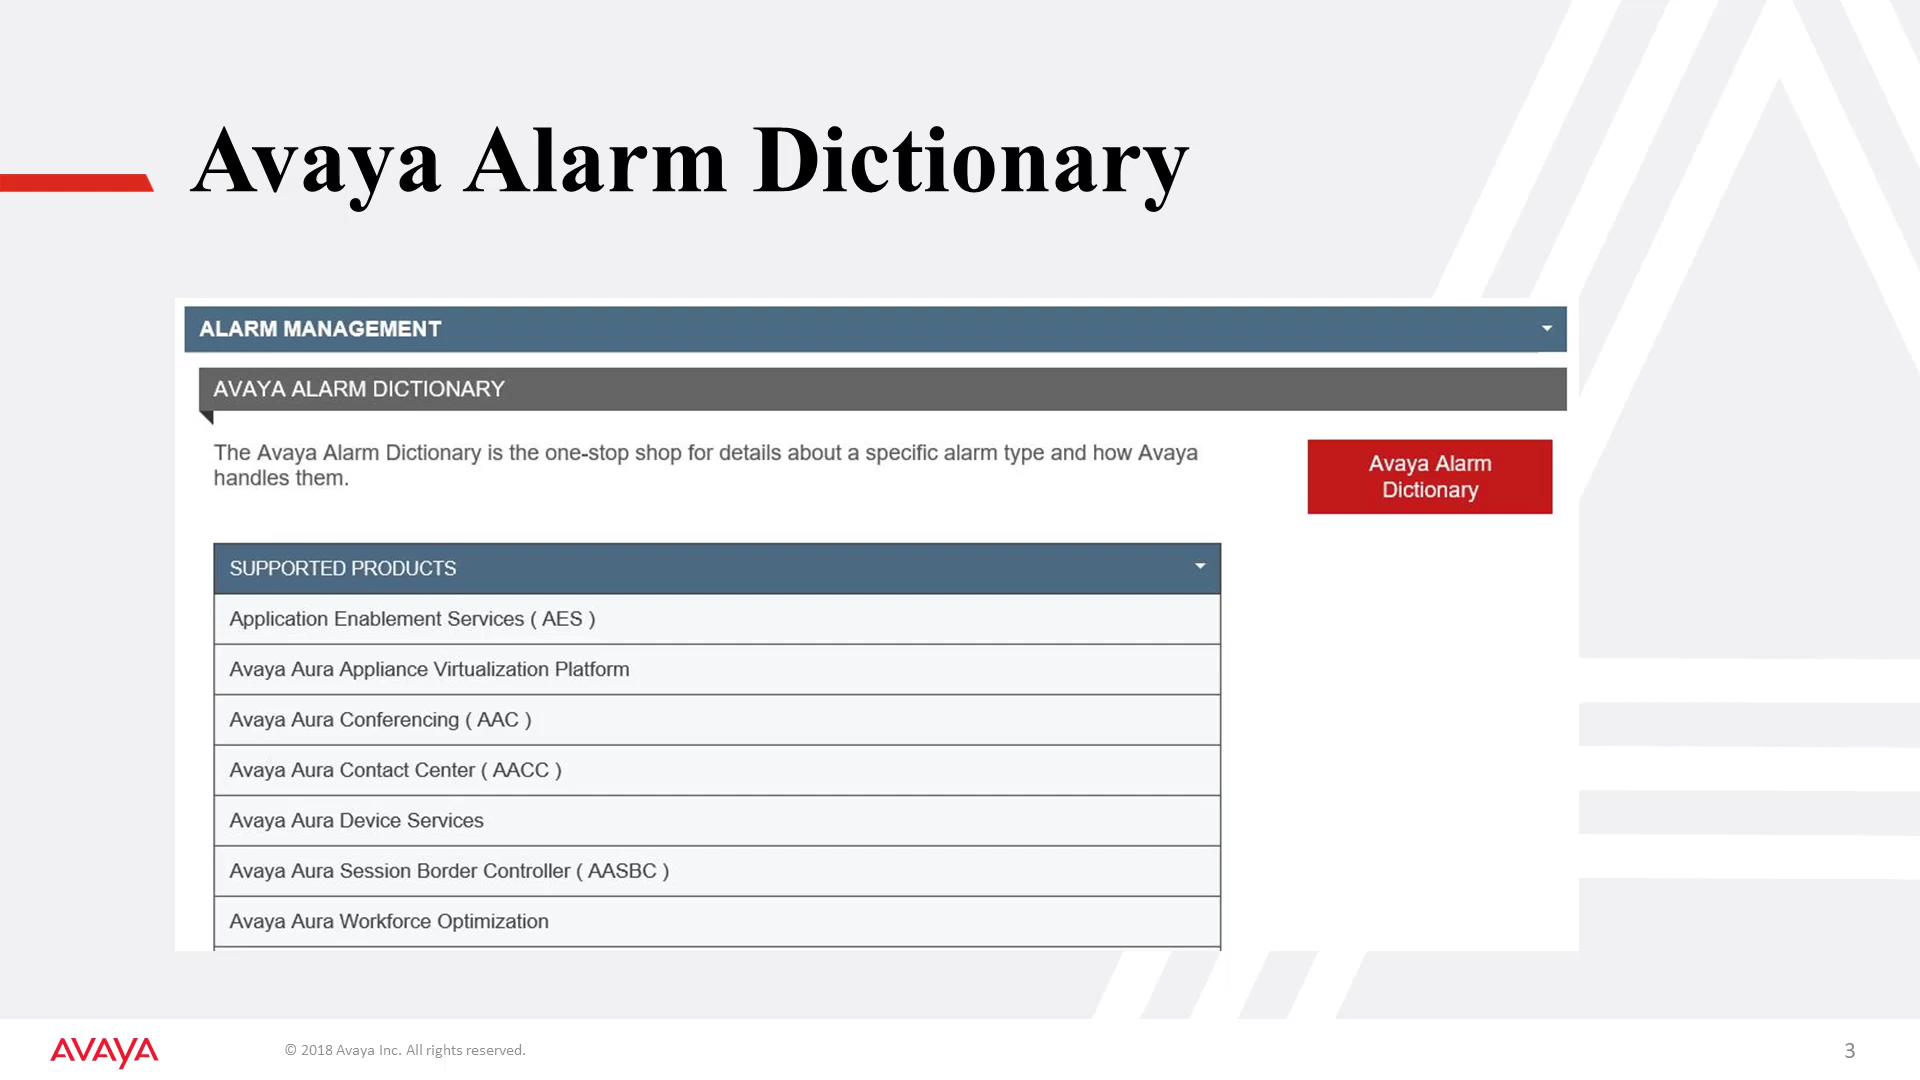 Avaya Alarm Dictionary
ALARM MANAGEMENT
AVAYA ALARM DICTIONARY
The Avaya Alarm Dictionary is the one-stop shop for details about a specific alarm type and how Avaya
handles them.
Avaya Alarm
Dictionary
SUPPORTED PRODUCTS
Application Enablement Services ( AES )
Avaya Aura Appliance Virtualization Platform
Avaya Aura Conferencing ( AAC )
Avaya Aura Contact Center ( AACC )
Avaya Aura Device Services
Avaya Aura Session Border Controller ( AASBC )
Avaya Aura Workforce Optimization
AVAYA
© 2018 Avaya Inc. All rights reserved.
3